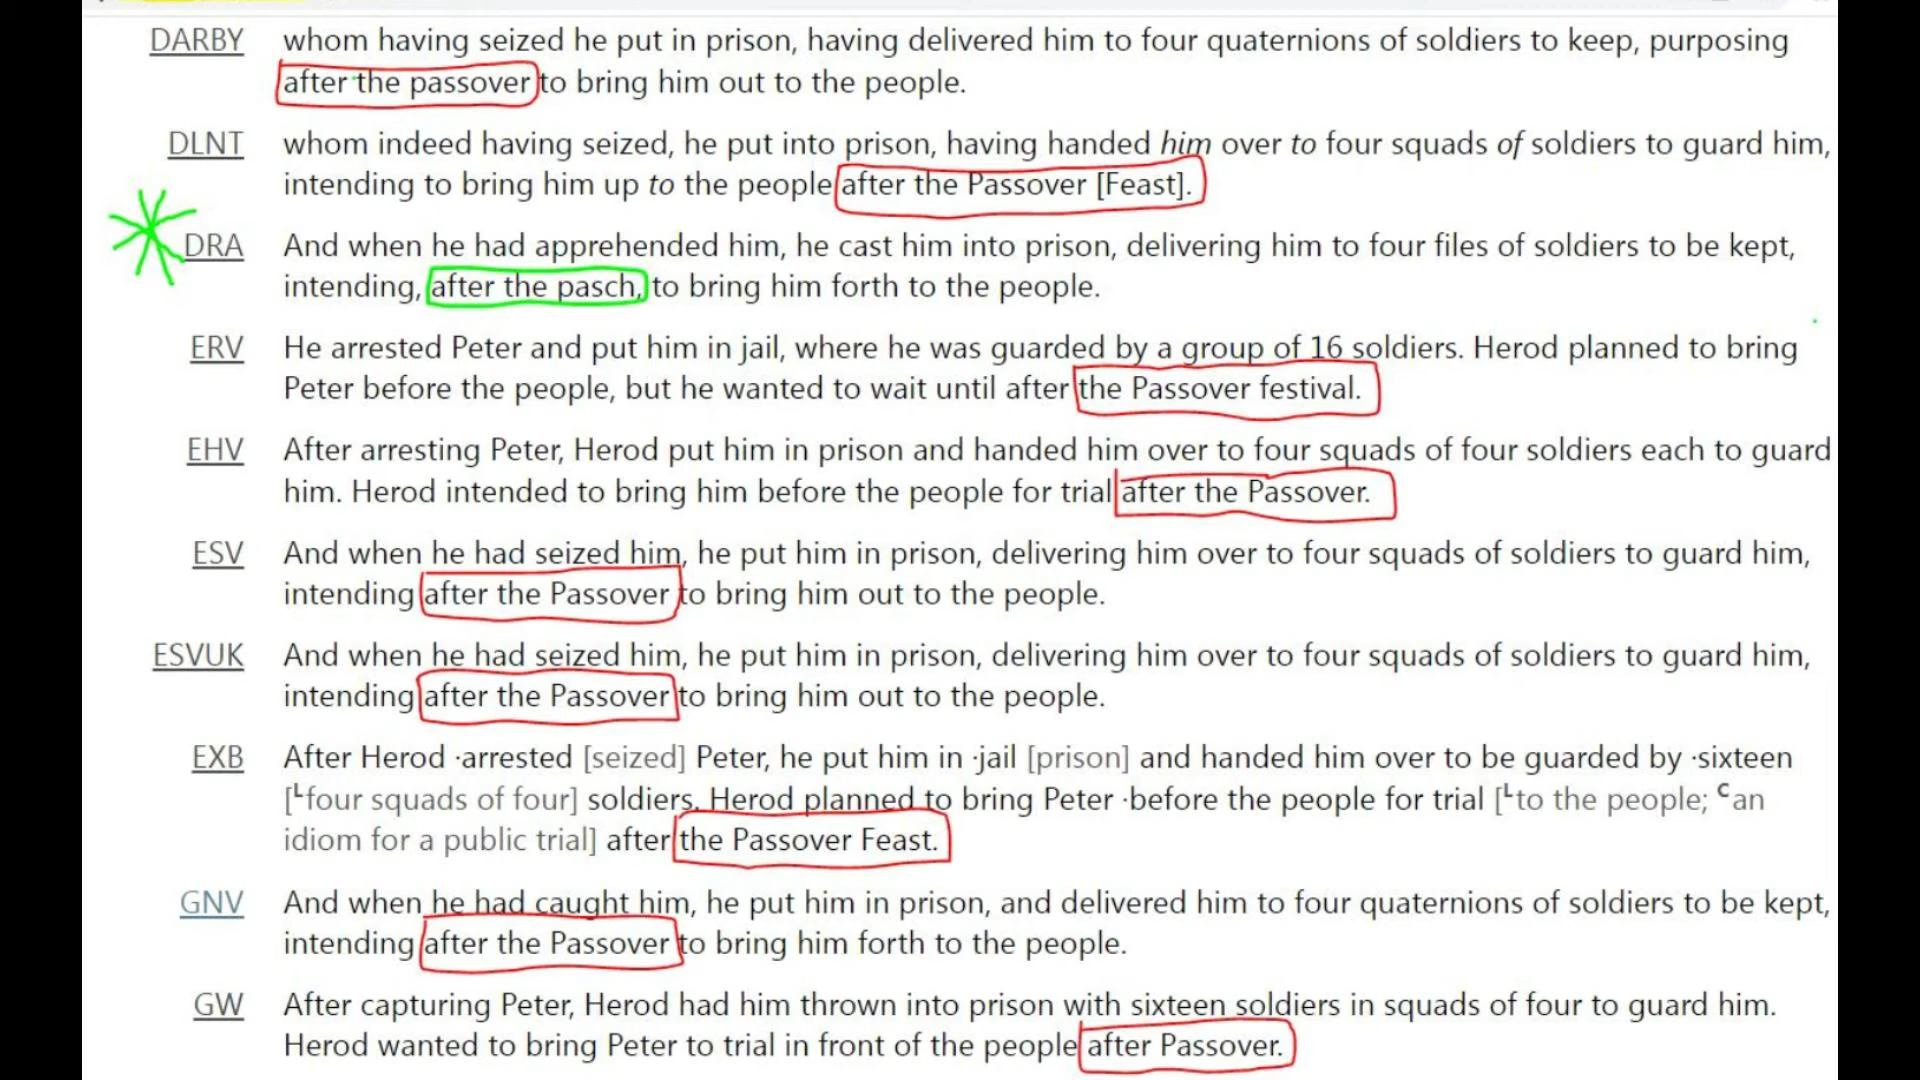 DARBY whom having seized he put in prison, having delivered him to four quaternions of soldiers to keep, purposing
after the passover to bring him out to the people.
DLNT whom indeed having seized, he put into prison, having handed him over to four squads of soldiers to guard him,
intending to bring him up to the people after the Passover [Feast].
DRA And when he had apprehended him, he cast him into prison, delivering him to four files of soldiers to be kept,
intending, after the pasch, to bring him forth to the people.
ERV He arrested Peter and put him in jail, where he was guarded by a group of 16 soldiers. Herod planned to bring
Peter before the people, but he wanted to wait until after the Passover festival.
EHV After arresting Peter, Herod put him in prison and handed him over to four squads of four soldiers each to guard
him. Herod intended to bring him before the people for trial after the Passover.
ESV And when he had seized him, he put him in prison, delivering him over to four squads of soldiers to guard him,
intending after the Passover to bring him out to the people.
ESVUK And when he had seized him, he put him in prison, delivering him over to four squads of soldiers to guard him,
intending after the Passover to bring him out to the people.
EXB After Herod ·arrested [seized] Peter, he put him in ·jail [prison] and handed him over to be guarded by ·sixteen
[ᴸfour squads of four] soldiers. Herod planned to bring Peter ·before the people for trial [ᴸto the people; ᶜan
idiom for a public trial] after the Passover Feast.
GNV And when he had caught him, he put him in prison, and delivered him to four quaternions of soldiers to be kept,
intending after the Passover to bring him forth to the people.
GW After capturing Peter, Herod had him thrown into prison with sixteen soldiers in squads of four to guard him.
Herod wanted to bring Peter to trial in front of the people after Passover.